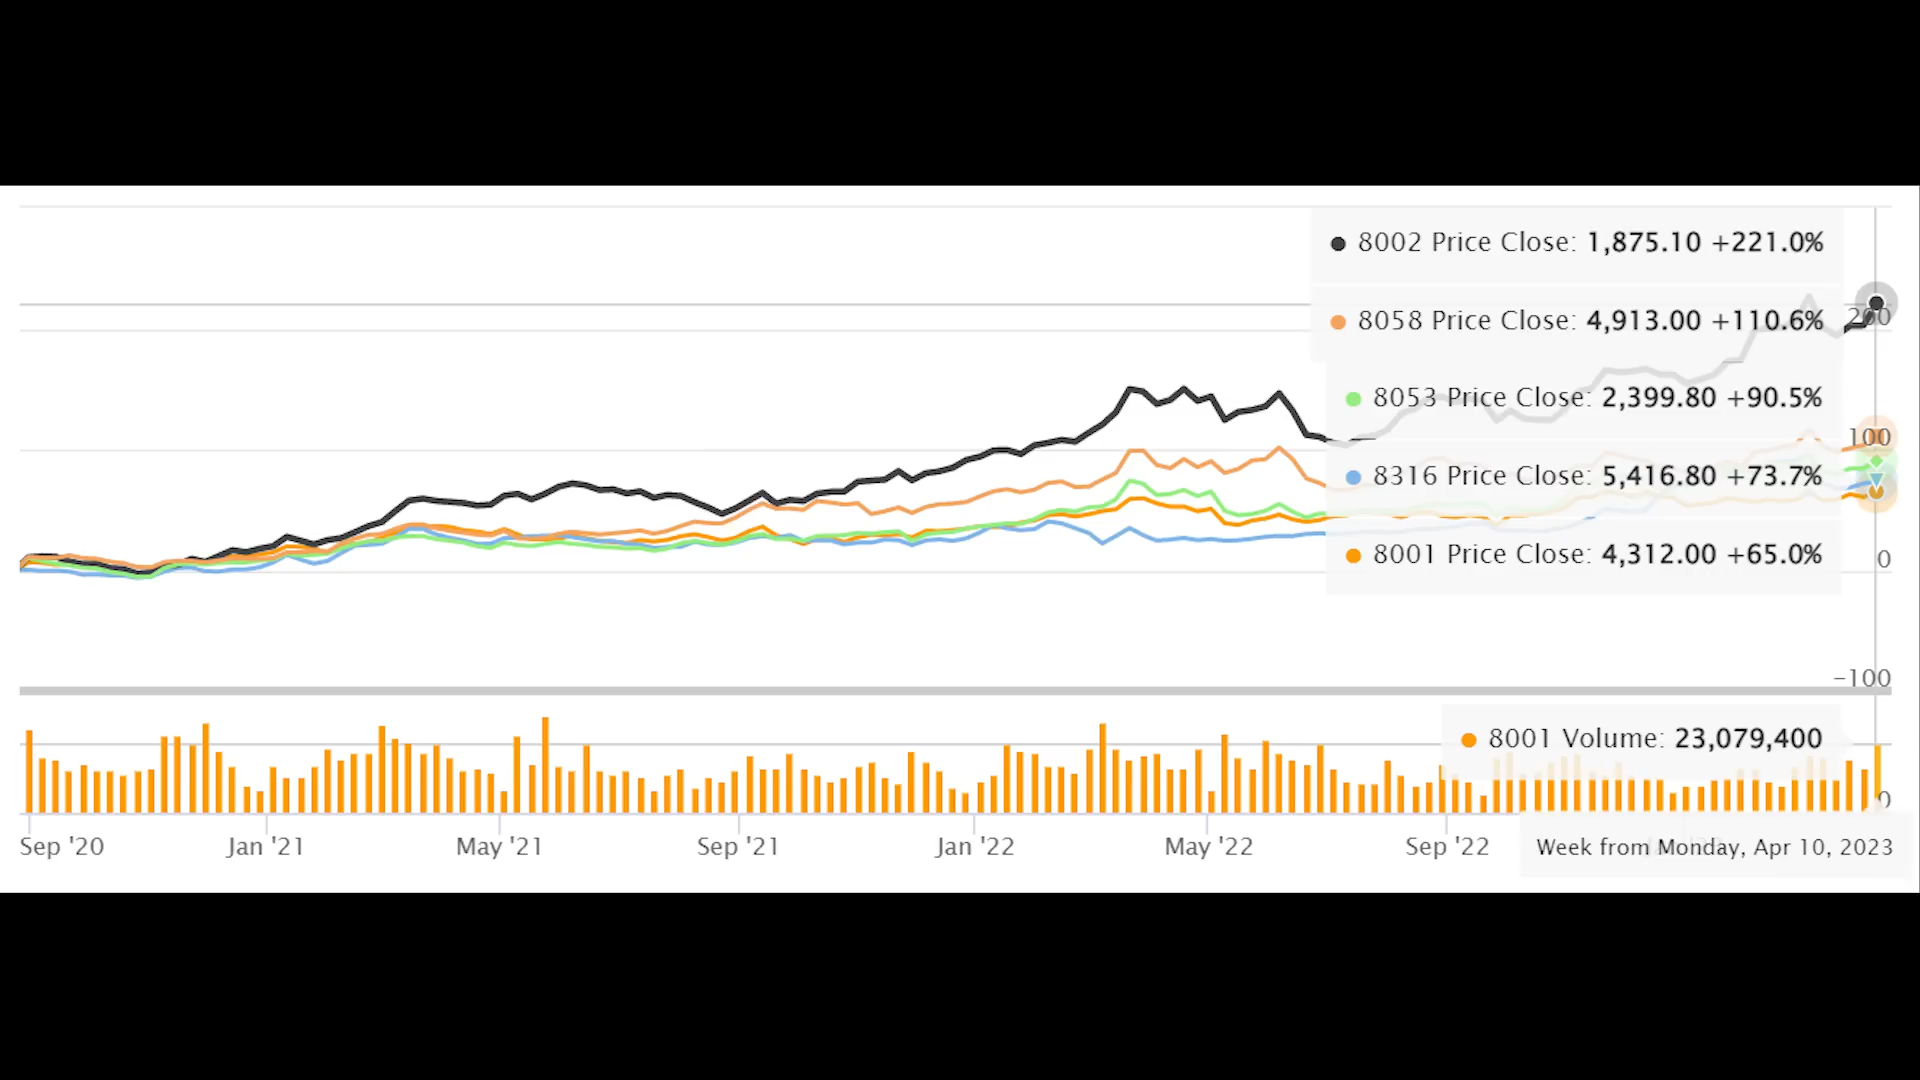 8002 Price Close: 1,875.10 +221.0%
200
8058 Price Close: 4,913.00 +110.6%
8053 Price Close: 2,399.80 +90.5%
100
8316 Price Close: 5,416.80 +73.7%
8001 Price Close: 4,312.00 +65.0%
0
−100
8001 Volume: 23,079,400
0
Sep '20
Jan '21
May '21
Sep '21
Jan '22
May '22
Sep '22
Week from Monday, Apr 10, 2023